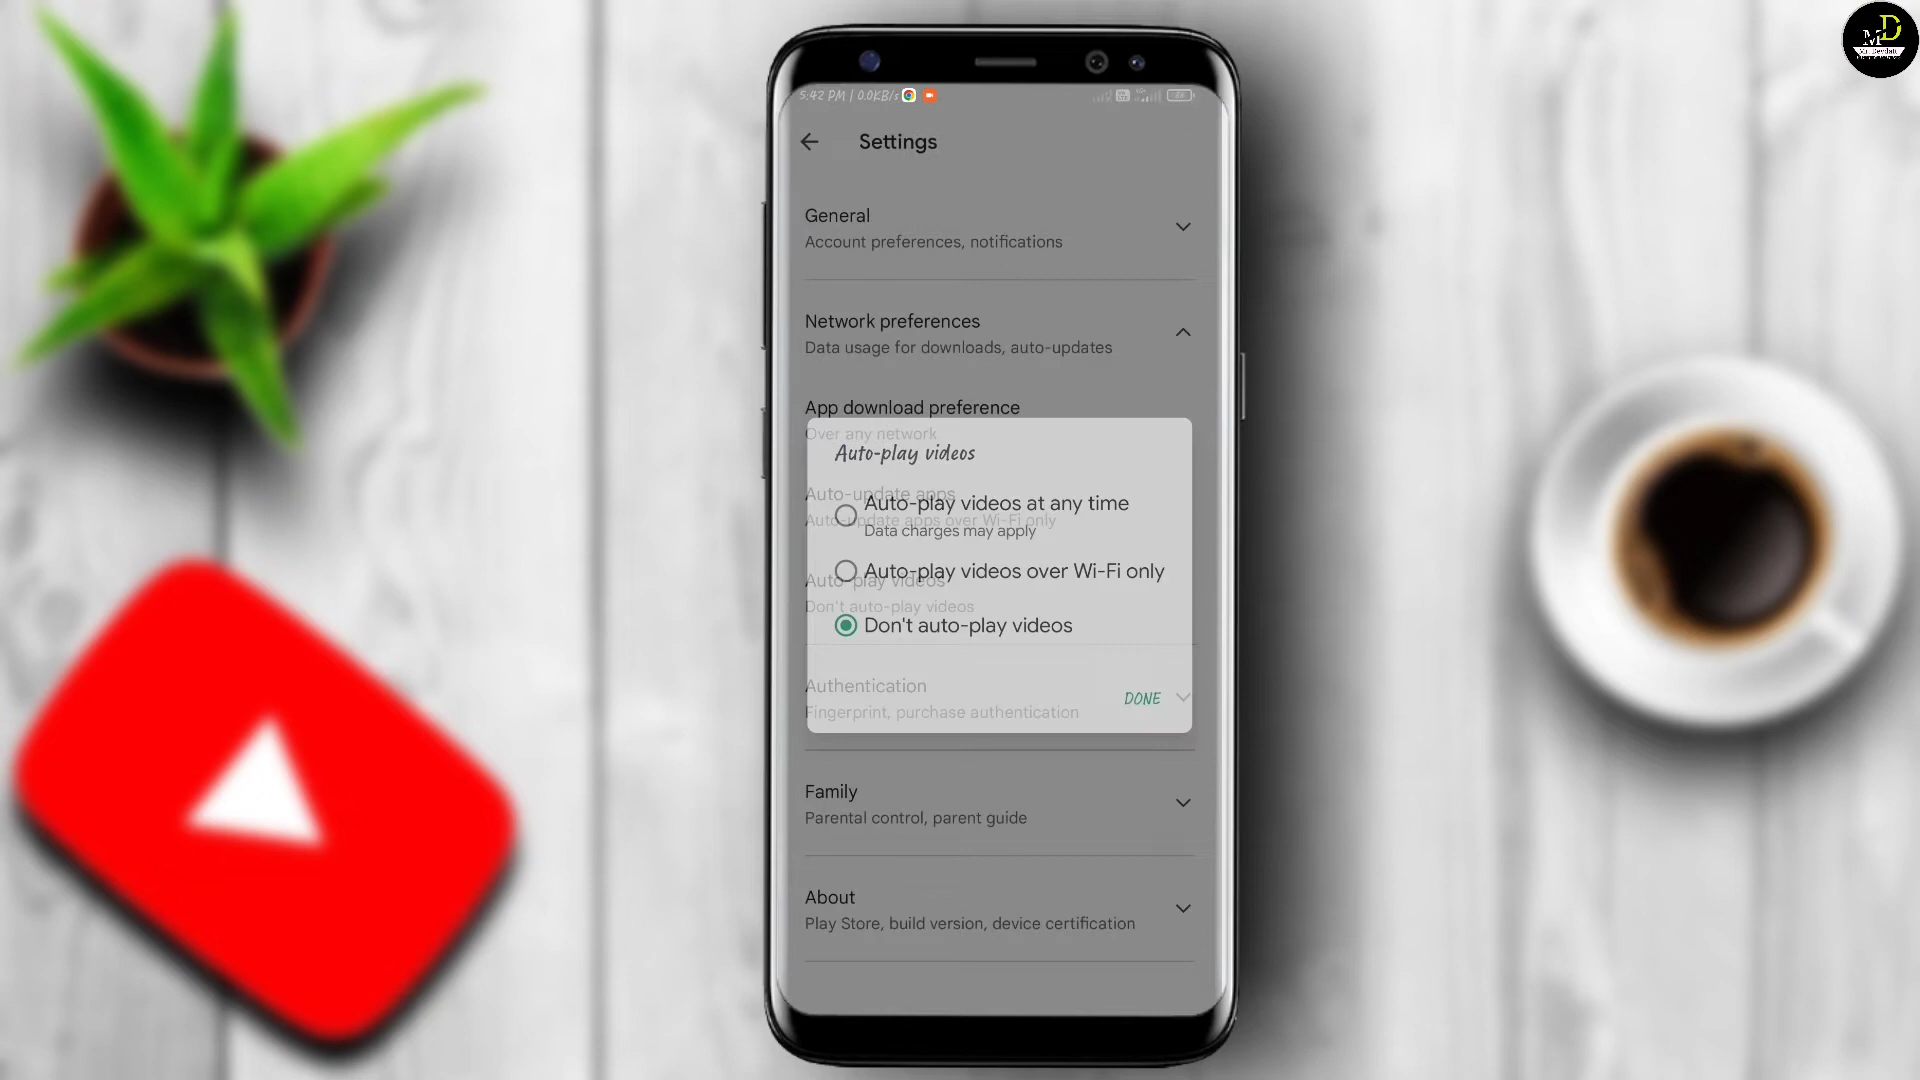 5:42 PM | 0.0KB/s
Settings
General
Account preferences, notifications
Network preferences
Data usage for downloads, auto-updates
App download preference
Over any network
Auto-play videos
Auto-update apps
Auto-play videos at any time
Auto-update apps over Wi-Fi only
Data charges may apply
Auto-play videos over Wi-Fi only
Auto-play videos
Don't auto-play videos
Don't auto-play videos
Authentication
DONE
Fingerprint, purchase authentication
Family
Parental control, parent guide
About
Play Store, build version, device certification
MD
Mr. Devdatt